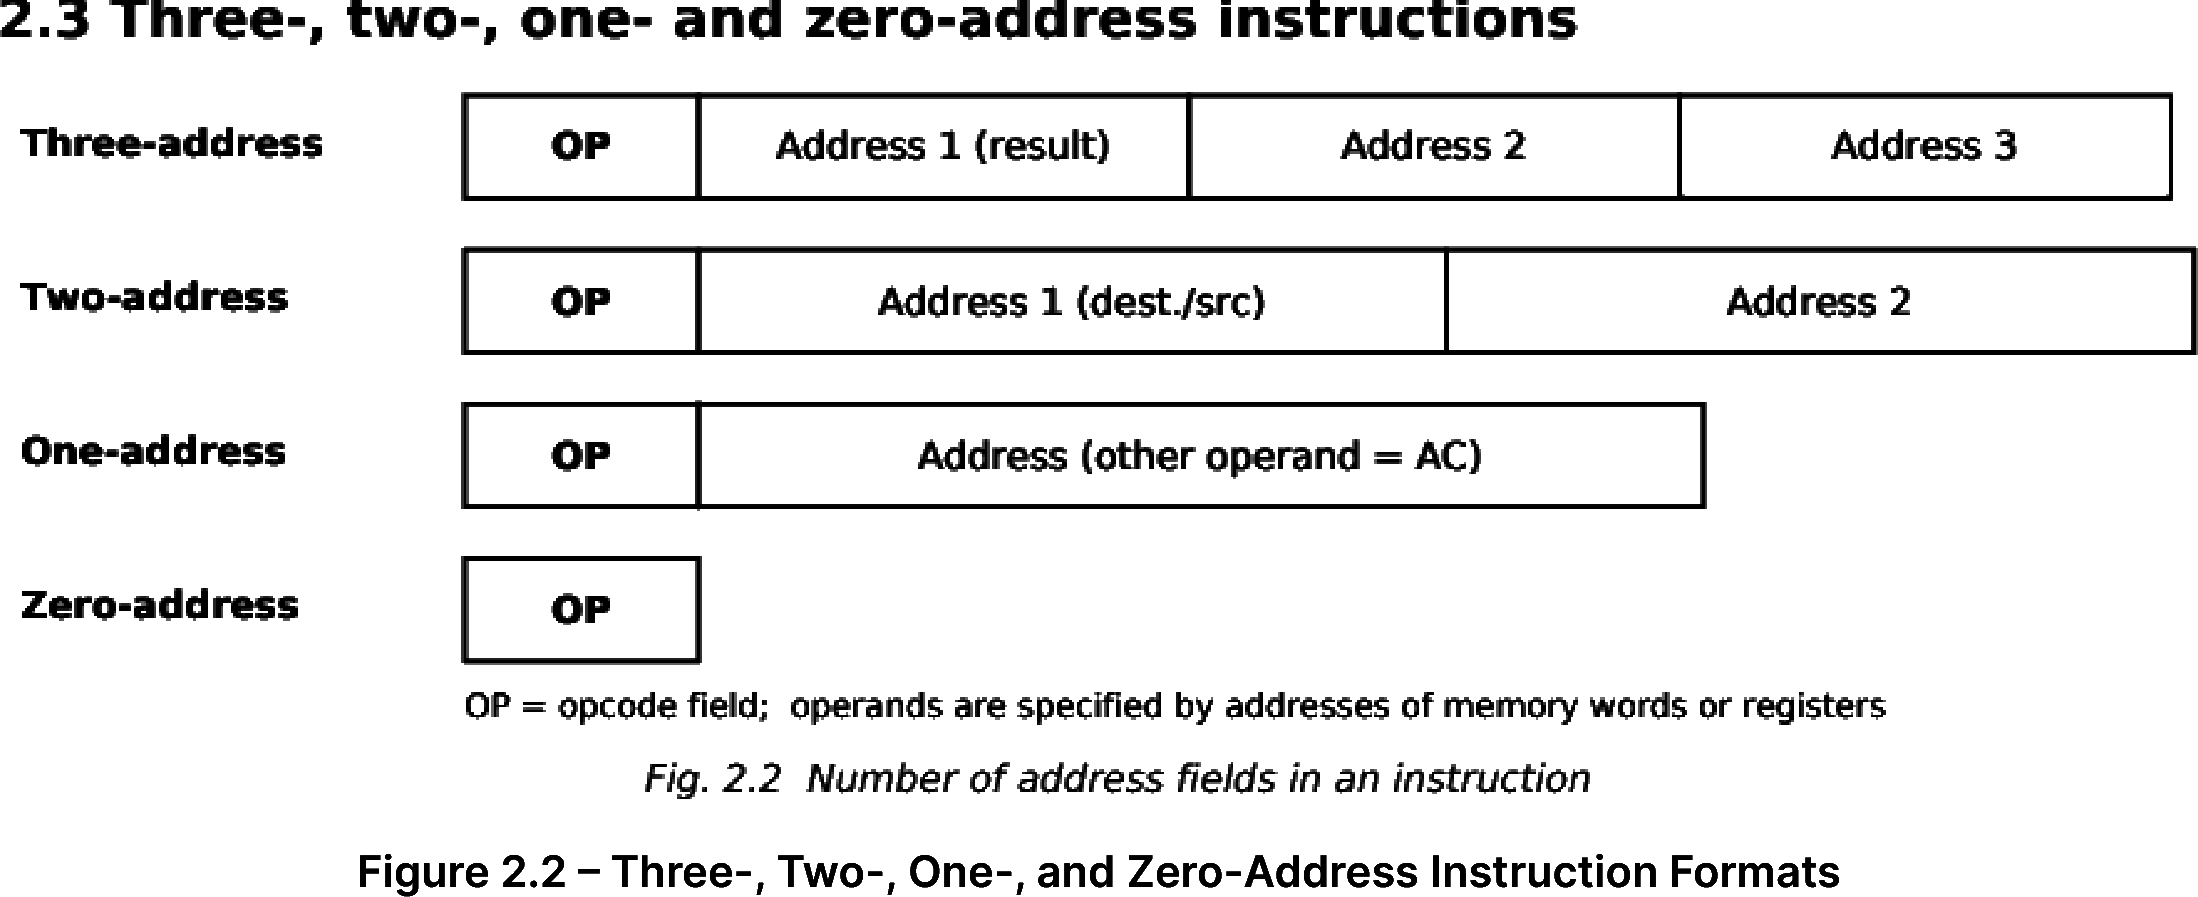 2.3 Three-, two-, one- and zero-address instructions
Three-address OP Address 1 (result) Address 2 Address 3
Two-address OP Address 1 (dest./src) Address 2
One-address OP Address (other operand = AC)
Zero-address OP
OP = opcode field; operands are specified by addresses of memory words or registers
Fig. 2.2 Number of address fields in an instruction
Figure 2.2 – Three-, Two-, One-, and Zero-Address Instruction Formats